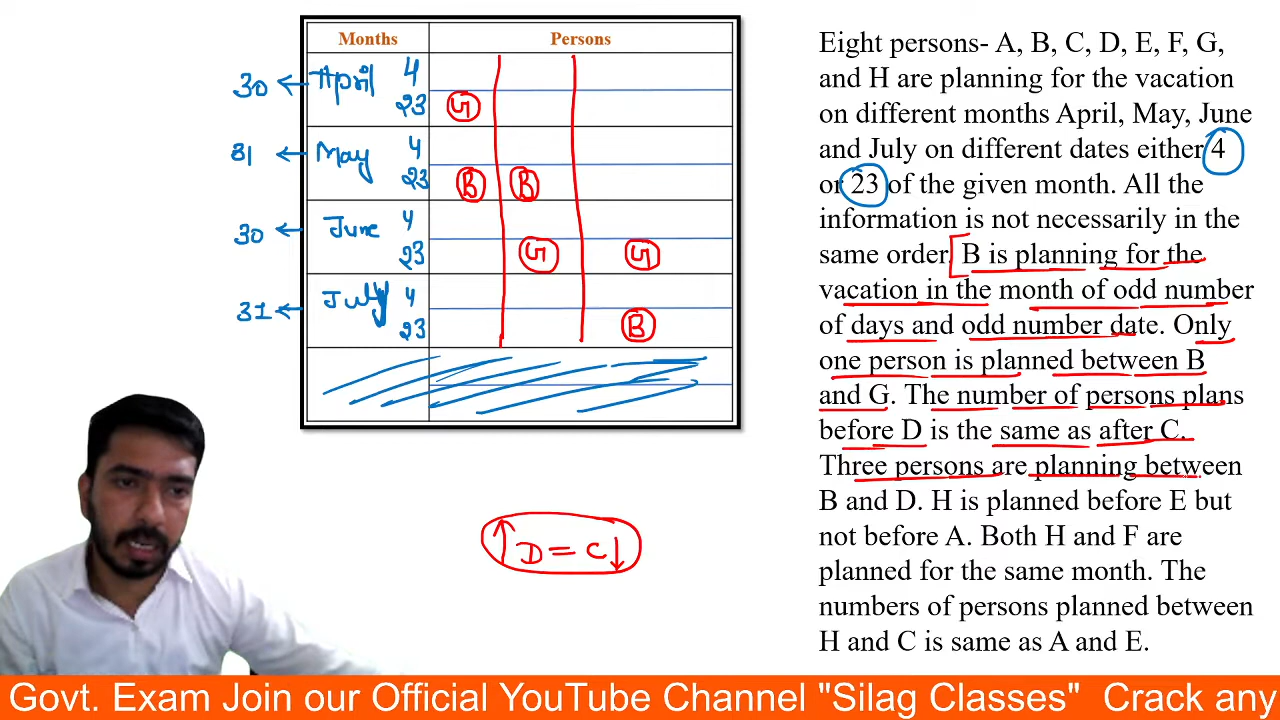 Months Persons
30 ← April 4
23 G
31 ← May 4
23 B B
30 ← June 4
23 G G
31 ← July 4
23 B
↑ D = C ↓
Eight persons- A, B, C, D, E, F, G,
and H are planning for the vacation
on different months April, May, June
and July on different dates either 4
or 23 of the given month. All the
information is not necessarily in the
same order. B is planning for the
vacation in the month of odd number
of days and odd number date. Only
one person is planned between B
and G. The number of persons plans
before D is the same as after C.
Three persons are planning between
B and D. H is planned before E but
not before A. Both H and F are
planned for the same month. The
numbers of persons planned between
H and C is same as A and E.
Govt. Exam Join our Official YouTube Channel "Silag Classes" Crack any